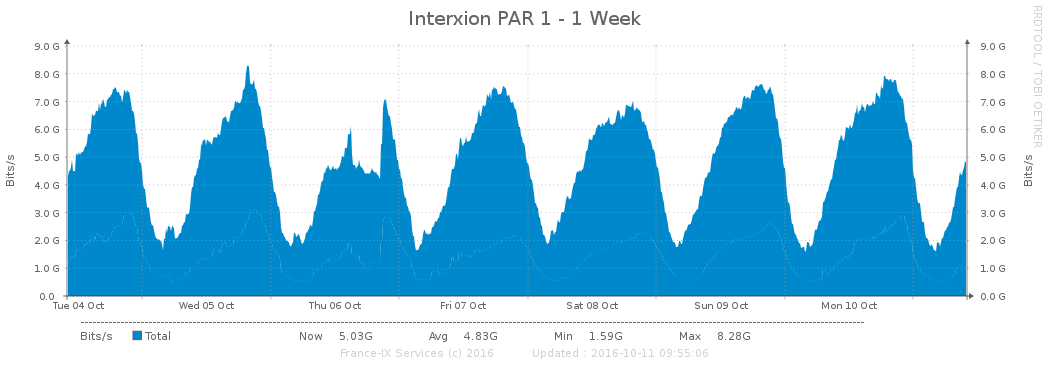 Interxion PAR 1 - 1 Week
RRDTOOL / TOBI OETIKER
9.0 G 9.0 G
8.0 G 8.0 G
7.0 G 7.0 G
6.0 G 6.0 G
5.0 G 5.0 G
4.0 G 4.0 G
3.0 G 3.0 G
2.0 G 2.0 G
1.0 G 1.0 G
0.0 0.0 G
Bits/s
Bits/s
Tue 04 Oct Wed 05 Oct Thu 06 Oct Fri 07 Oct Sat 08 Oct Sun 09 Oct Mon 10 Oct
Bits/s Total Now 5.03G Avg 4.83G Min 1.59G Max 8.28G
France-IX Services (c) 2016 Updated : 2016-10-11 09:55:06